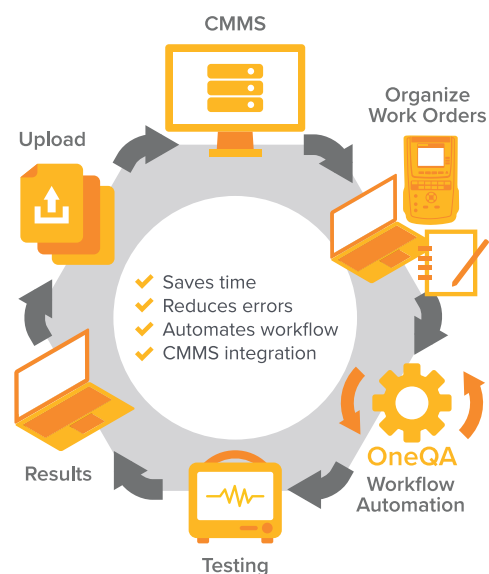 CMMS
Organize
Work Orders
Upload
Saves time
Reduces errors
Automates workflow
CMMS integration
OneQA
Workflow
Automation
Results
Testing